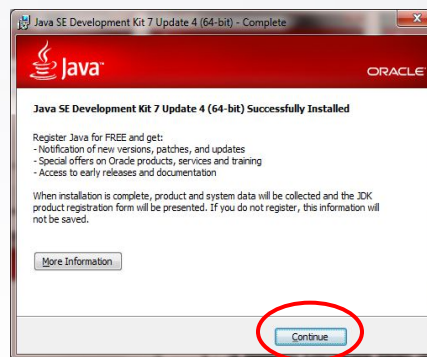 Java SE Development Kit 7 Update 4 (64-bit) - Complete
Java™
ORACLE®
Java SE Development Kit 7 Update 4 (64-bit) Successfully Installed
Register Java for FREE and get:
- Notification of new versions, patches, and updates
- Special offers on Oracle products, services and training
- Access to early releases and documentation
When installation is complete, product and system data will be collected and the JDK
product registration form will be presented. If you do not register, this information will
not be saved.
More Information
Continue